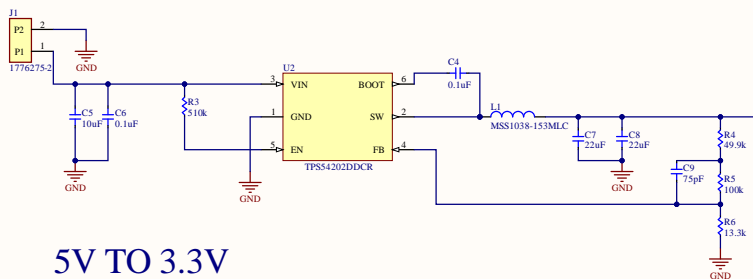 J1
P2 2
P1 1
1776275-2
GND
C5
10uF
C6
0.1uF
GND
R3
510k
U2
3 VIN BOOT 6
1 GND SW 2
5 EN FB 4
TPS54202DDCR
GND
C4
0.1uF
L1
MSS1038-153MLC
C7
22uF
C8
22uF
GND
R4
49.9k
C9
75pF
R5
100k
R6
13.3k
GND
5V TO 3.3V